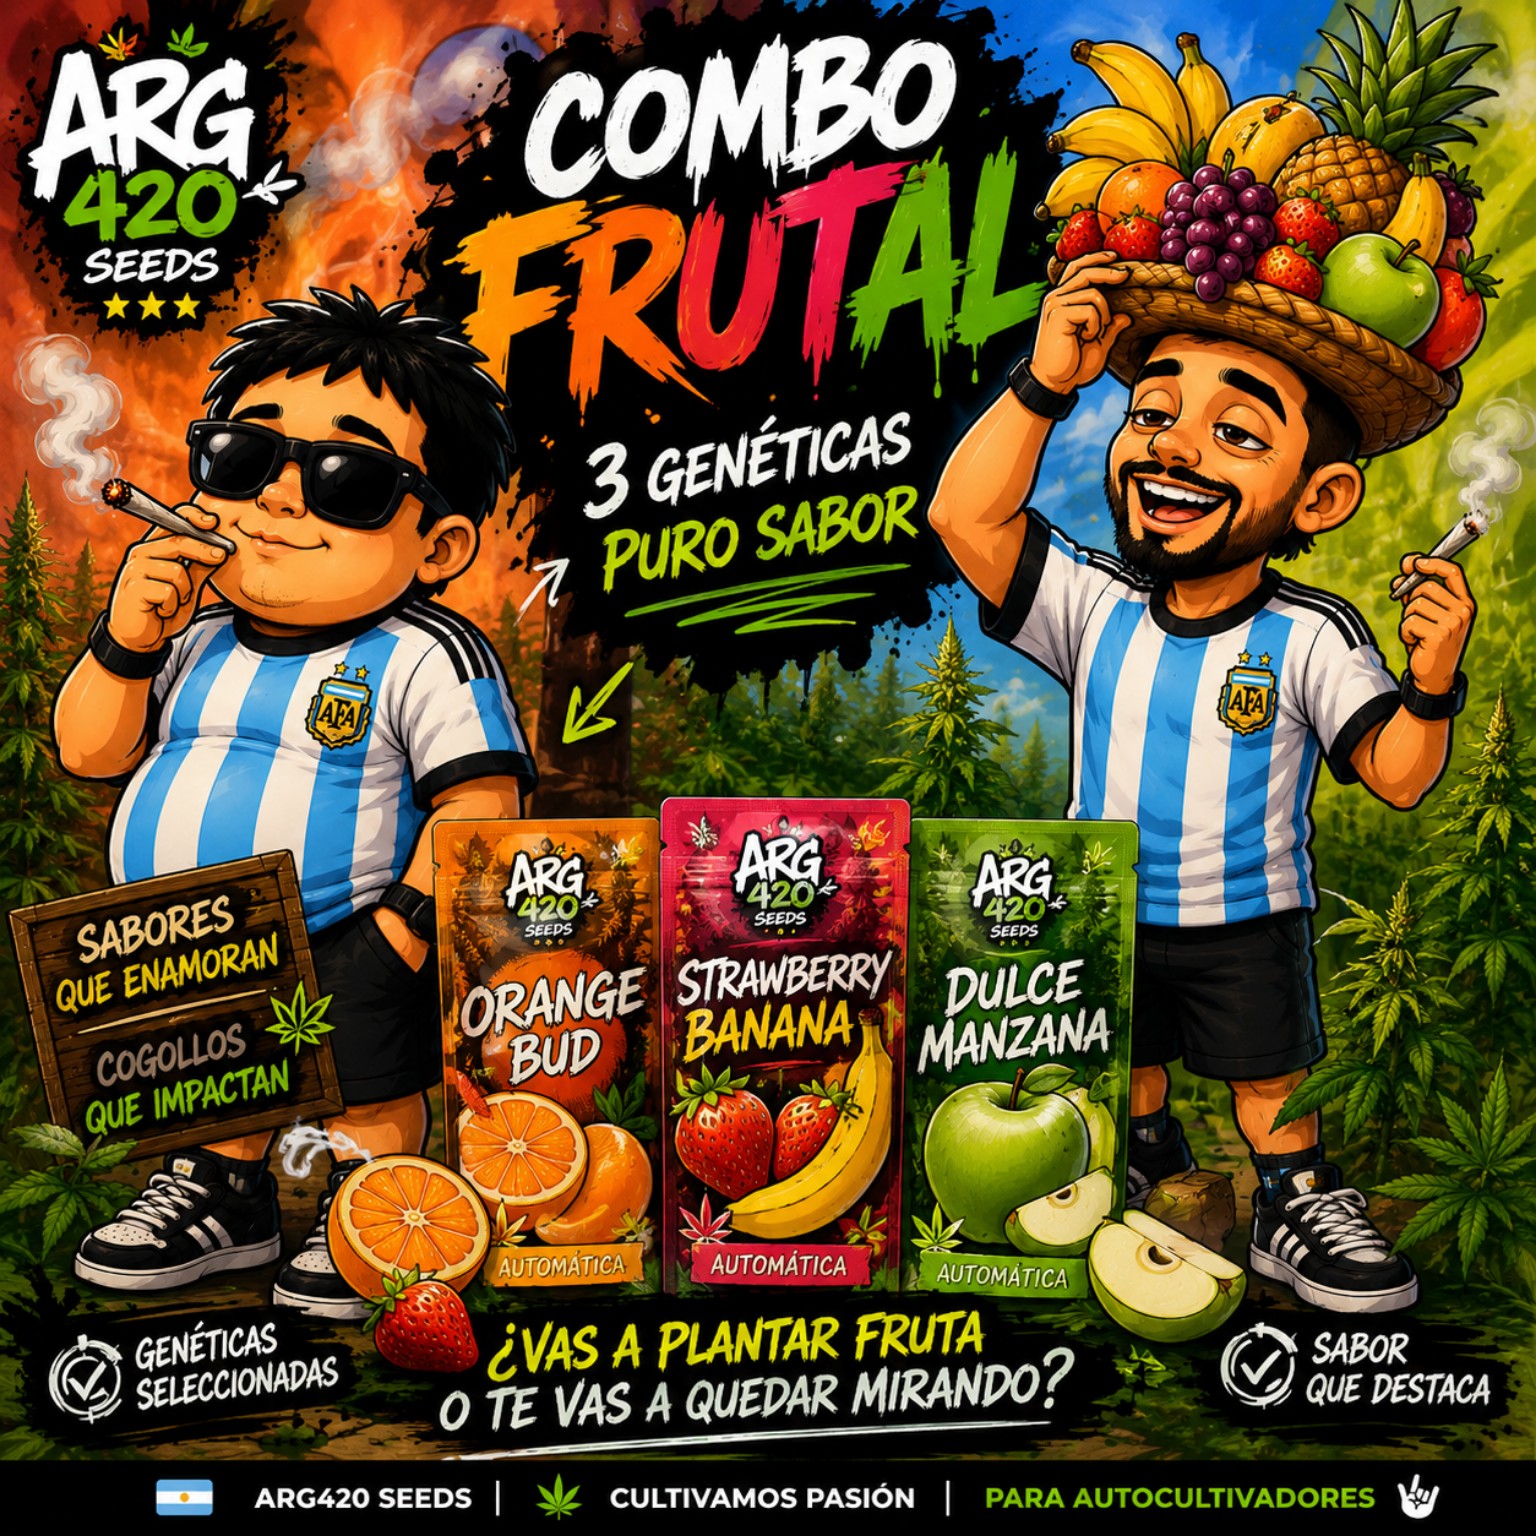 ARG
420
SEEDS
COMBO
FRUTAL
3 GENÉTICAS
PURO SABOR
AFA
AFA
SABORES
QUE ENAMORAN
COGOLLOS
QUE IMPACTAN
ARG
420
SEEDS
ORANGE
BUD
AUTOMÁTICA
ARG
420
SEEDS
STRAWBERRY
BANANA
AUTOMÁTICA
ARG
420
SEEDS
DULCE
MANZANA
AUTOMÁTICA
GENÉTICAS
SELECCIONADAS
¿VAS A PLANTAR FRUTA
O TE VAS A QUEDAR MIRANDO?
SABOR
QUE DESTACA
ARG420 SEEDS | CULTIVAMOS PASIÓN | PARA AUTOCULTIVADORES